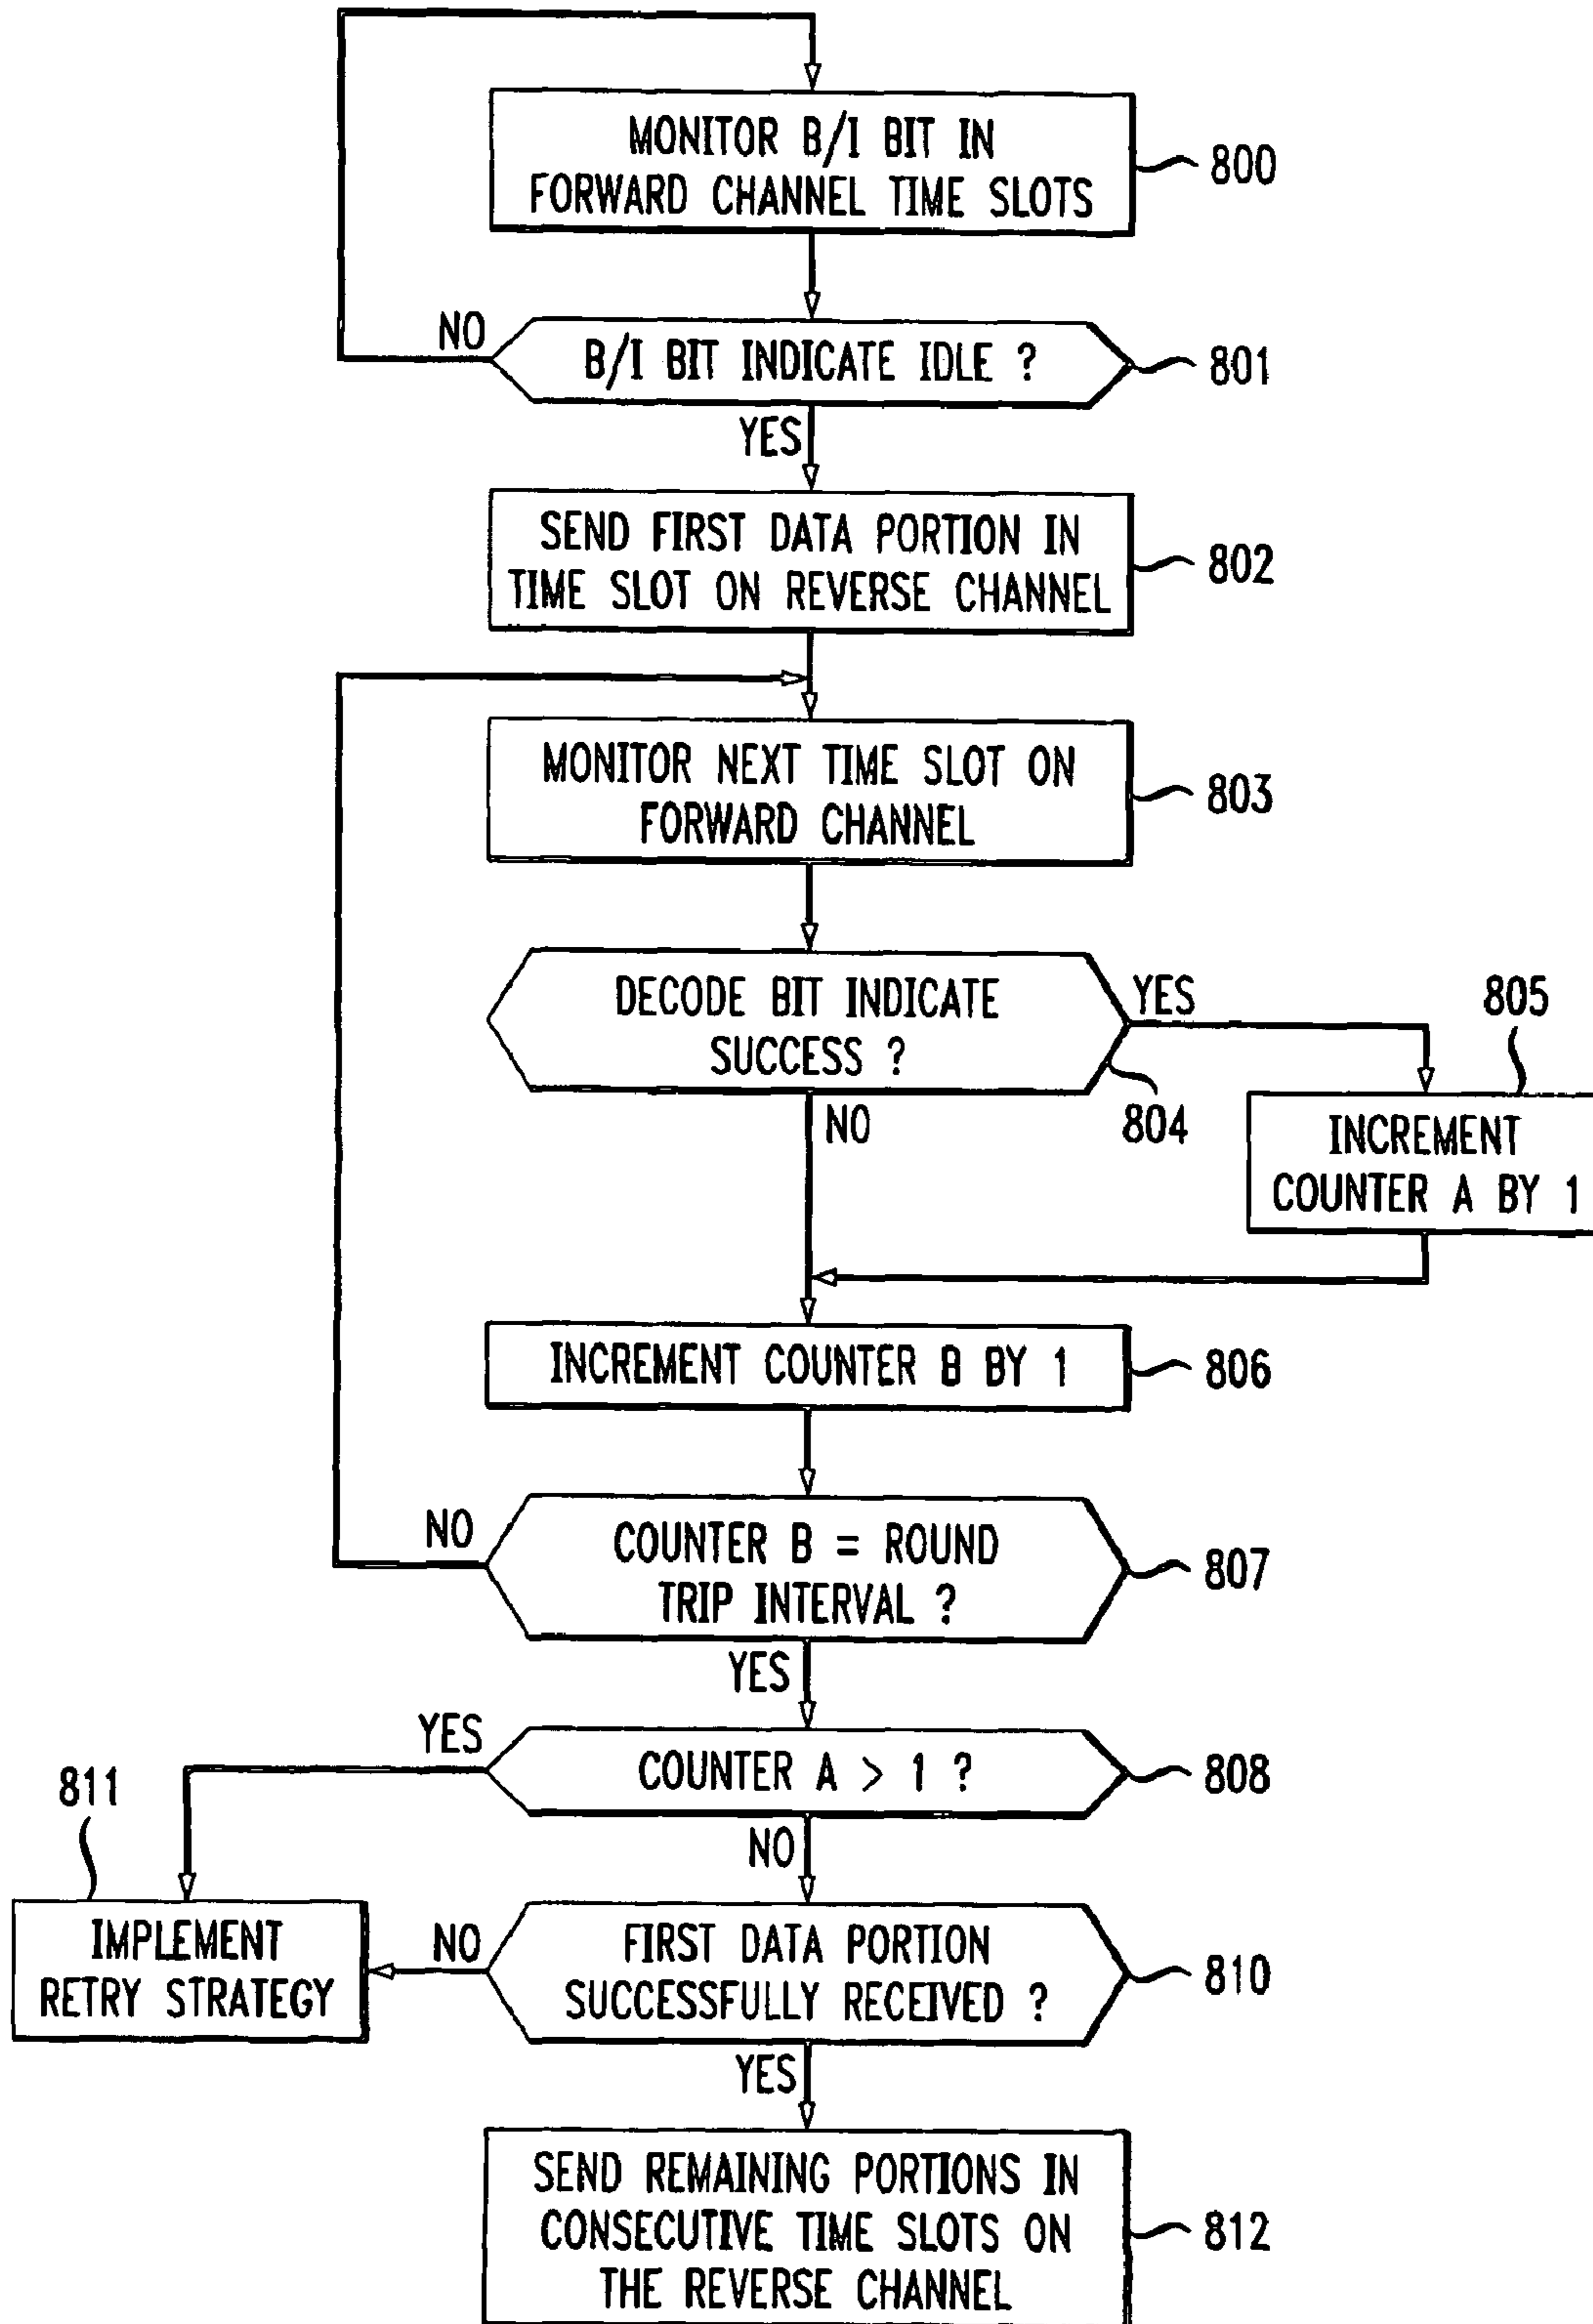 MONITOR B/I BIT IN
FORWARD CHANNEL TIME SLOTS
800
NO
B/I BIT INDICATE IDLE ?
801
YES
SEND FIRST DATA PORTION IN
TIME SLOT ON REVERSE CHANNEL
802
MONITOR NEXT TIME SLOT ON
FORWARD CHANNEL
803
DECODE BIT INDICATE
SUCCESS ?
YES
804
805
NO
INCREMENT
COUNTER A BY 1
INCREMENT COUNTER B BY 1
806
NO
COUNTER B = ROUND
TRIP INTERVAL ?
807
YES
YES
COUNTER A > 1 ?
808
811
NO
IMPLEMENT
RETRY STRATEGY
NO
FIRST DATA PORTION
SUCCESSFULLY RECEIVED ?
810
YES
SEND REMAINING PORTIONS IN
CONSECUTIVE TIME SLOTS ON
THE REVERSE CHANNEL
812